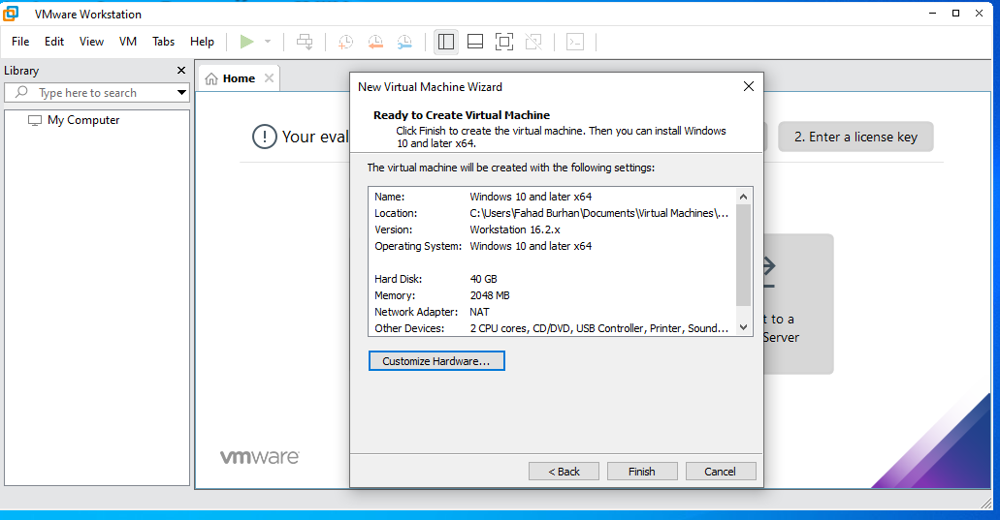 VMware Workstation
File Edit View VM Tabs Help
Library
Type here to search
My Computer
Home
Your eval
2. Enter a license key
t to a
Server
vmware
New Virtual Machine Wizard
Ready to Create Virtual Machine
Click Finish to create the virtual machine. Then you can install Windows
10 and later x64.
The virtual machine will be created with the following settings:
Name: Windows 10 and later x64
Location: C:\Users\Fahad Burhan\Documents\Virtual Machines\...
Version: Workstation 16.2.x
Operating System: Windows 10 and later x64
Hard Disk: 40 GB
Memory: 2048 MB
Network Adapter: NAT
Other Devices: 2 CPU cores, CD/DVD, USB Controller, Printer, Sound...
Customize Hardware...
< Back Finish Cancel